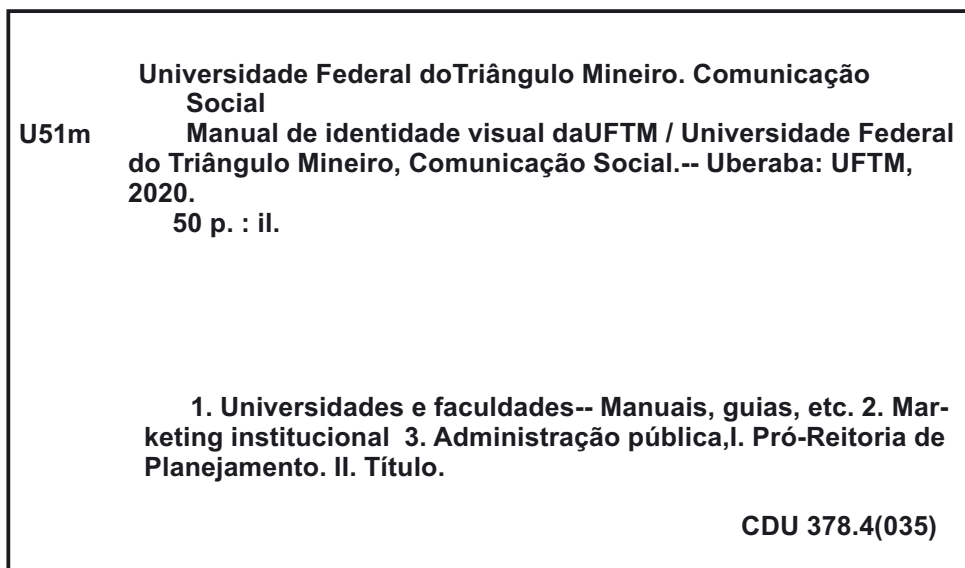 Universidade Federal doTriângulo Mineiro. Comunicação
Social
U51m Manual de identidade visual daUFTM / Universidade Federal
do Triângulo Mineiro, Comunicação Social.-- Uberaba: UFTM,
2020.
50 p. : il.
1. Universidades e faculdades-- Manuais, guias, etc. 2. Mar-
keting institucional 3. Administração pública,I. Pró-Reitoria de
Planejamento. II. Título.
CDU 378.4(035)